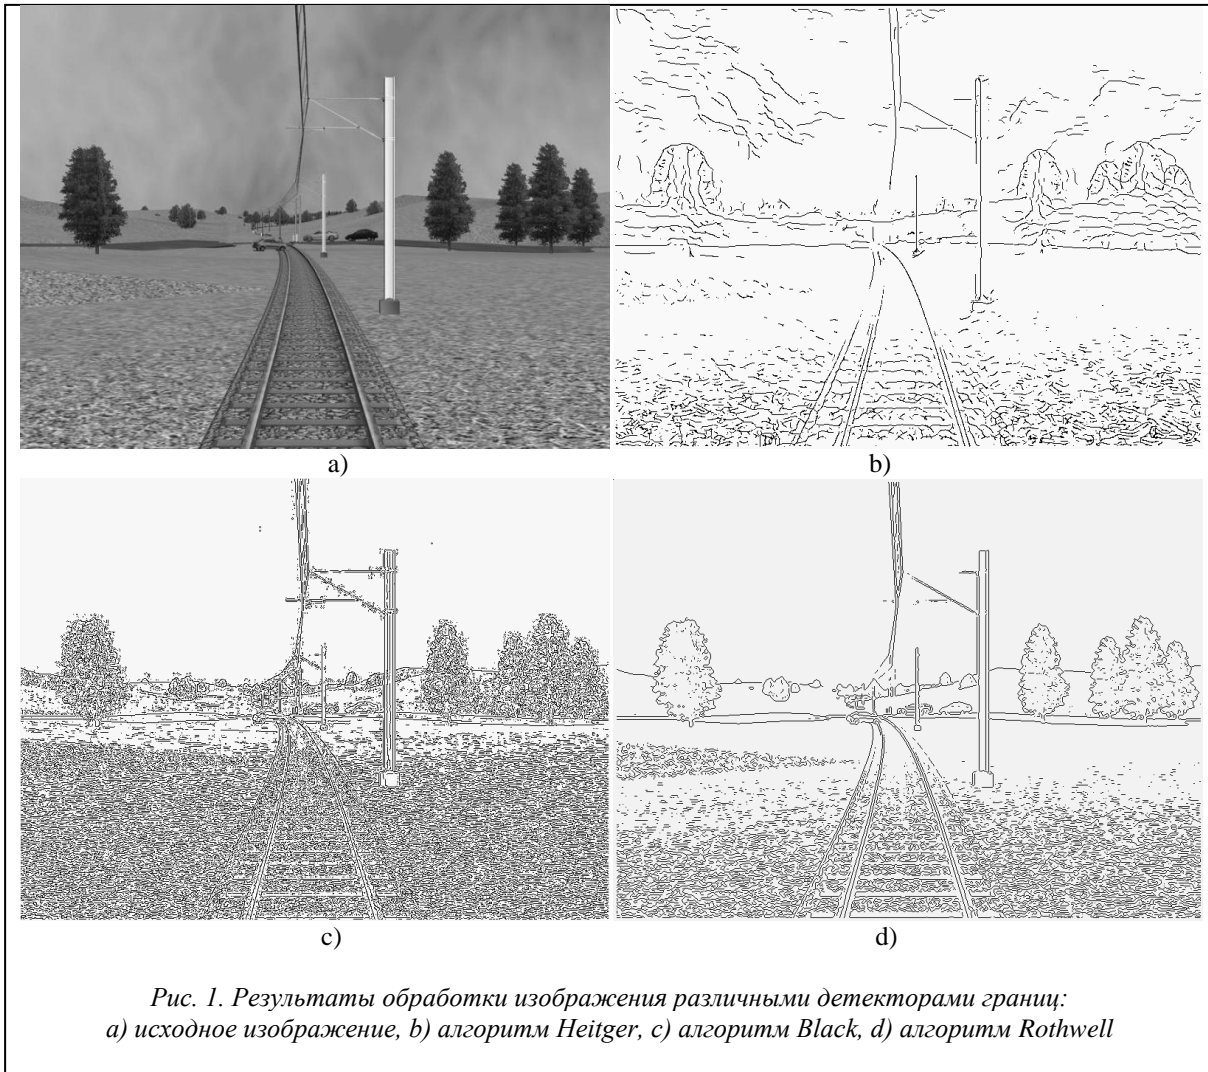 a)
b)
c)
d)
Рис. 1. Результаты обработки изображения различными детекторами границ:
а) исходное изображение, b) алгоритм Heitger, c) алгоритм Black, d) алгоритм Rothwell